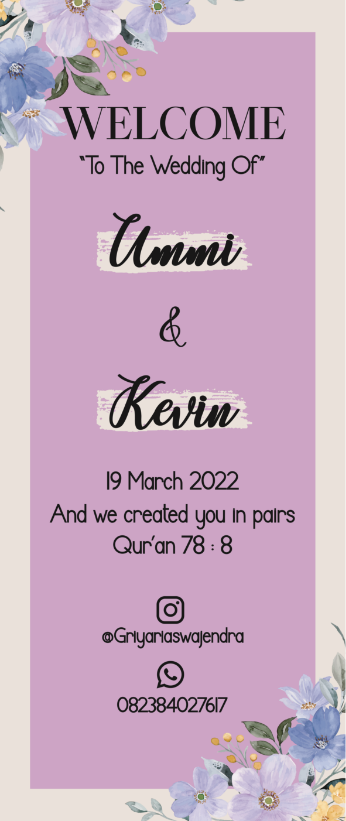 WELCOME
"To The Wedding Of"
Ummi
&
Kevin
19 March 2022
And we created you in pairs
Qur'an 78 : 8
@Griyariaswajendra
082384027617